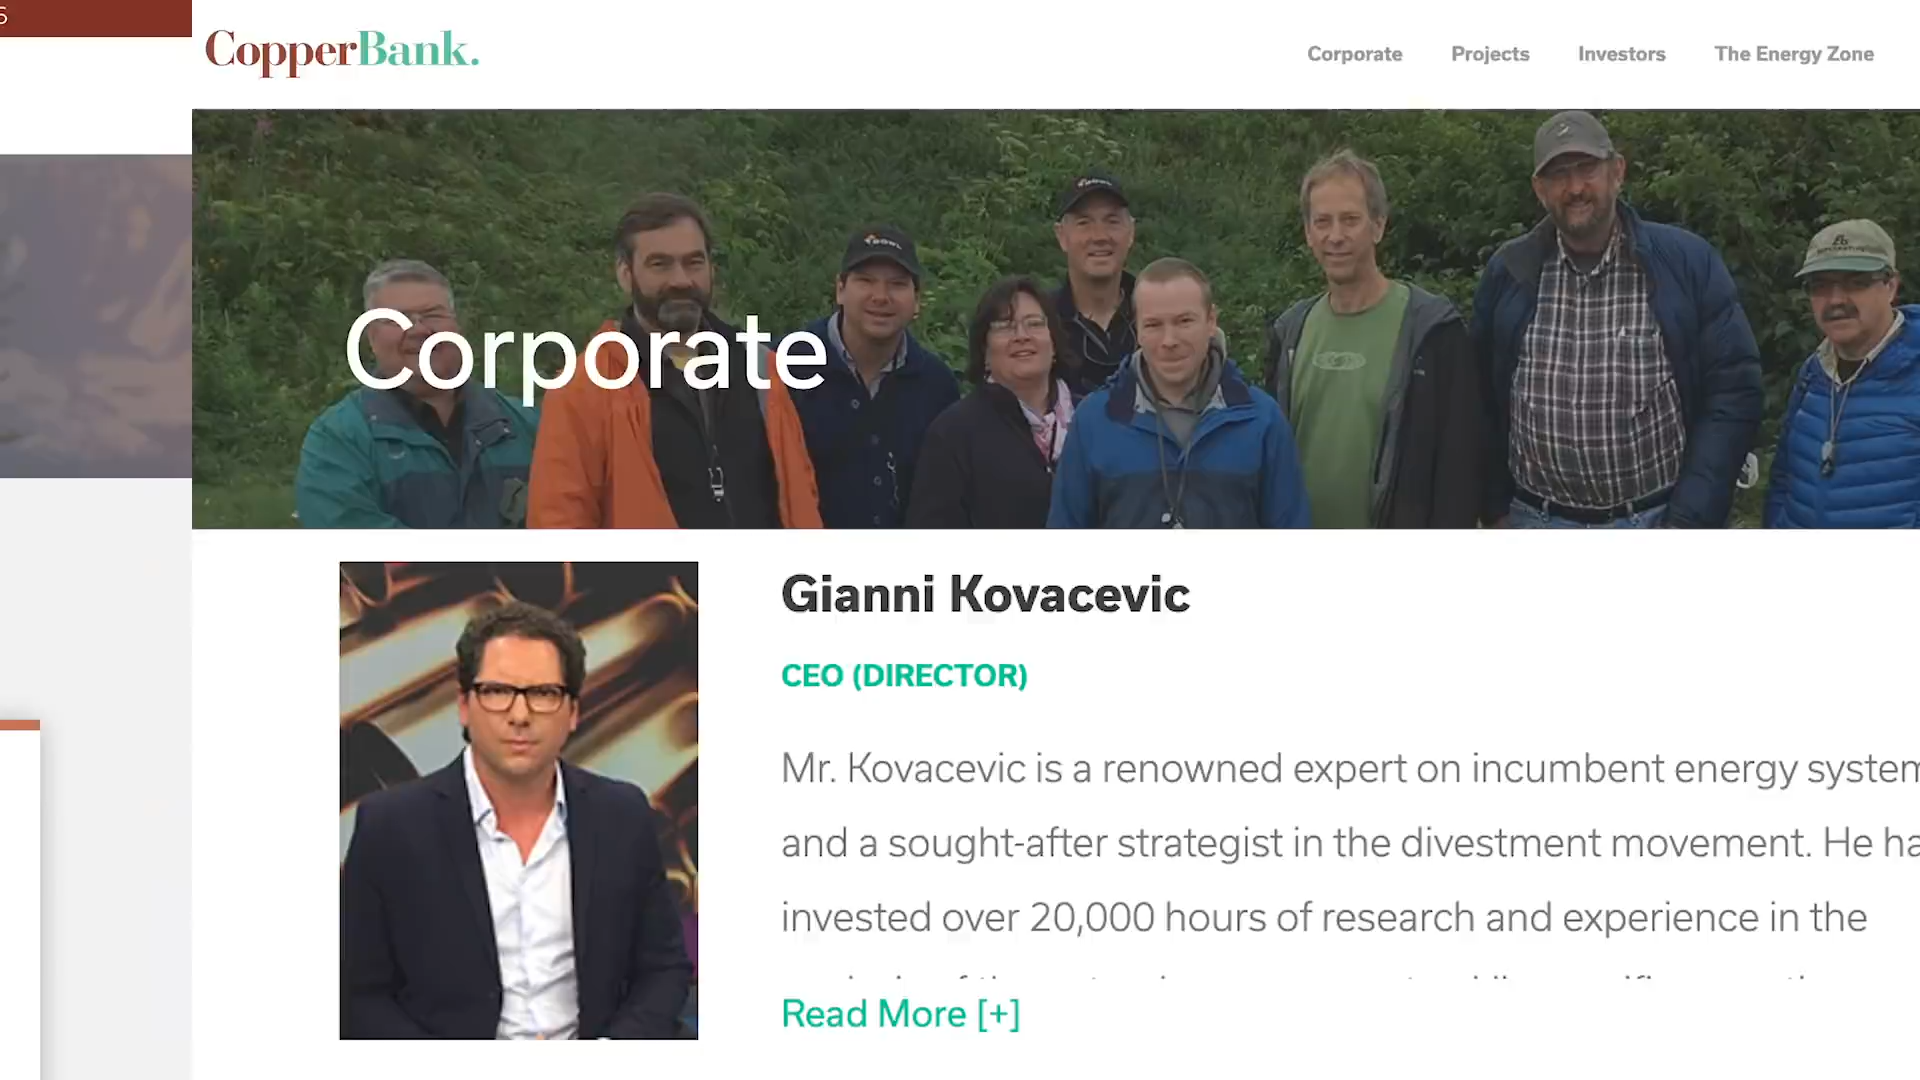 CopperBank.
Corporate
Projects
Investors
The Energy Zone
Corporate
Gianni Kovacevic
CEO (DIRECTOR)
Mr. Kovacevic is a renowned expert on incumbent energy system
and a sought-after strategist in the divestment movement. He ha
invested over 20,000 hours of research and experience in the
Read More [+]